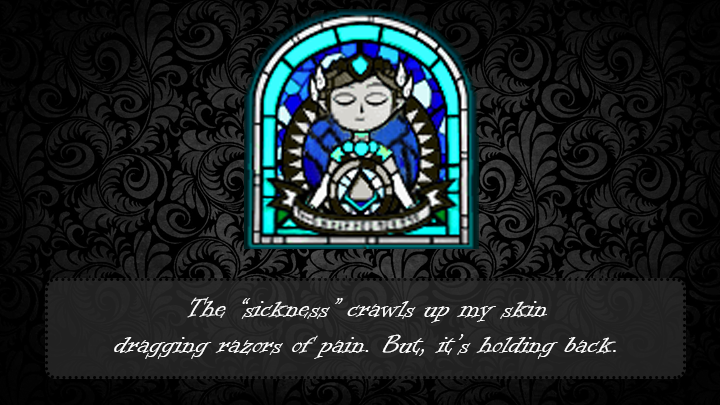 The “sickness” crawls up my skin
dragging razors of pain. But, it’s holding back.